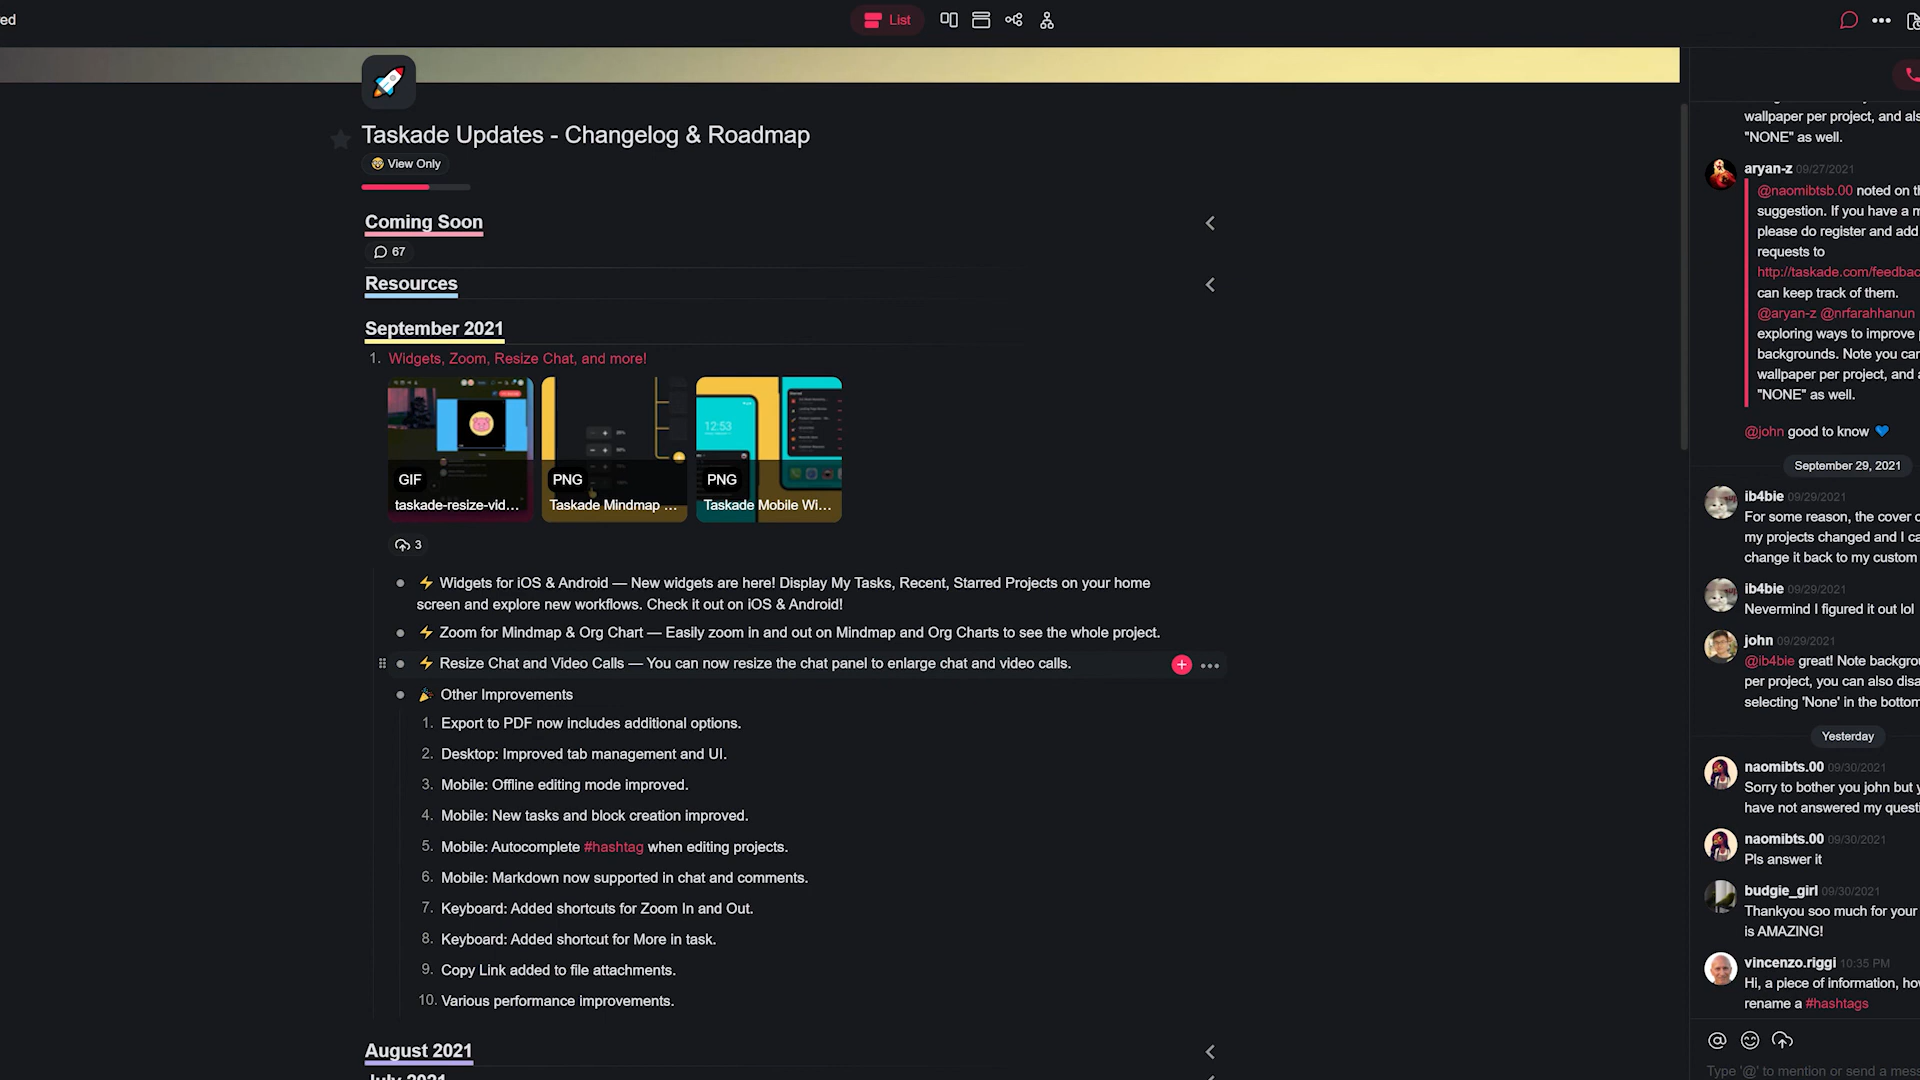 ed
List
Taskade Updates - Changelog & Roadmap
View Only
Coming Soon
67
Resources
September 2021
1. Widgets, Zoom, Resize Chat, and more!
GIF
taskade-resize-vid...
PNG
Taskade Mindmap ...
12:53
PNG
Taskade Mobile Wi...
3
Widgets for iOS & Android — New widgets are here! Display My Tasks, Recent, Starred Projects on your home
screen and explore new workflows. Check it out on iOS & Android!
Zoom for Mindmap & Org Chart — Easily zoom in and out on Mindmap and Org Charts to see the whole project.
Resize Chat and Video Calls — You can now resize the chat panel to enlarge chat and video calls.
Other Improvements
1. Export to PDF now includes additional options.
2. Desktop: Improved tab management and UI.
3. Mobile: Offline editing mode improved.
4. Mobile: New tasks and block creation improved.
5. Mobile: Autocomplete #hashtag when editing projects.
6. Mobile: Markdown now supported in chat and comments.
7. Keyboard: Added shortcuts for Zoom In and Out.
8. Keyboard: Added shortcut for More in task.
9. Copy Link added to file attachments.
10. Various performance improvements.
August 2021
July 2021
wallpaper per project, and als
"NONE" as well.
aryan-z 09/27/2021
@naomibtsb.00 noted on th
suggestion. If you have a m
please do register and add
requests to
http://taskade.com/feedbac
can keep track of them.
@aryan-z @nrfarahhanun
exploring ways to improve p
backgrounds. Note you can
wallpaper per project, and a
"NONE" as well.
@john good to know
September 29, 2021
ib4bie 09/29/2021
For some reason, the cover o
my projects changed and I ca
change it back to my custom
ib4bie 09/29/2021
Nevermind I figured it out lol
john 09/29/2021
@ib4bie great! Note backgrou
per project, you can also disa
selecting 'None' in the bottom
Yesterday
naomibts.00 09/30/2021
Sorry to bother you john but y
have not answered my questi
naomibts.00 09/30/2021
Pls answer it
budgie_girl 09/30/2021
Thankyou soo much for your
is AMAZING!
vincenzo.riggi 10:35 PM
Hi, a piece of information, how
rename a #hashtags
Type '@' to mention or send a mess